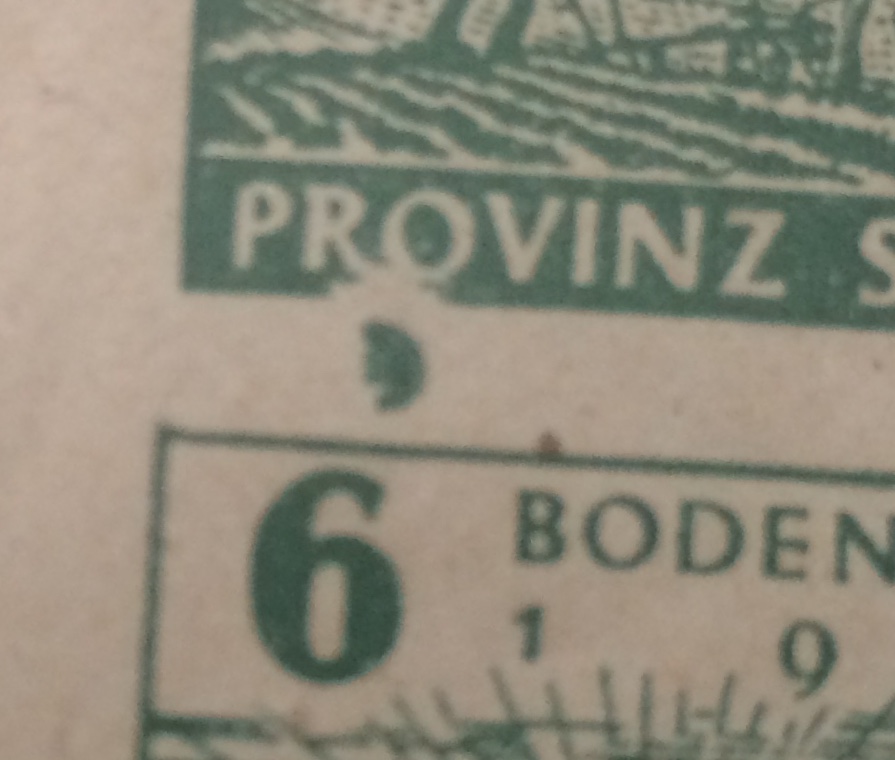 PROVINZ S
6 BODEN
1 9